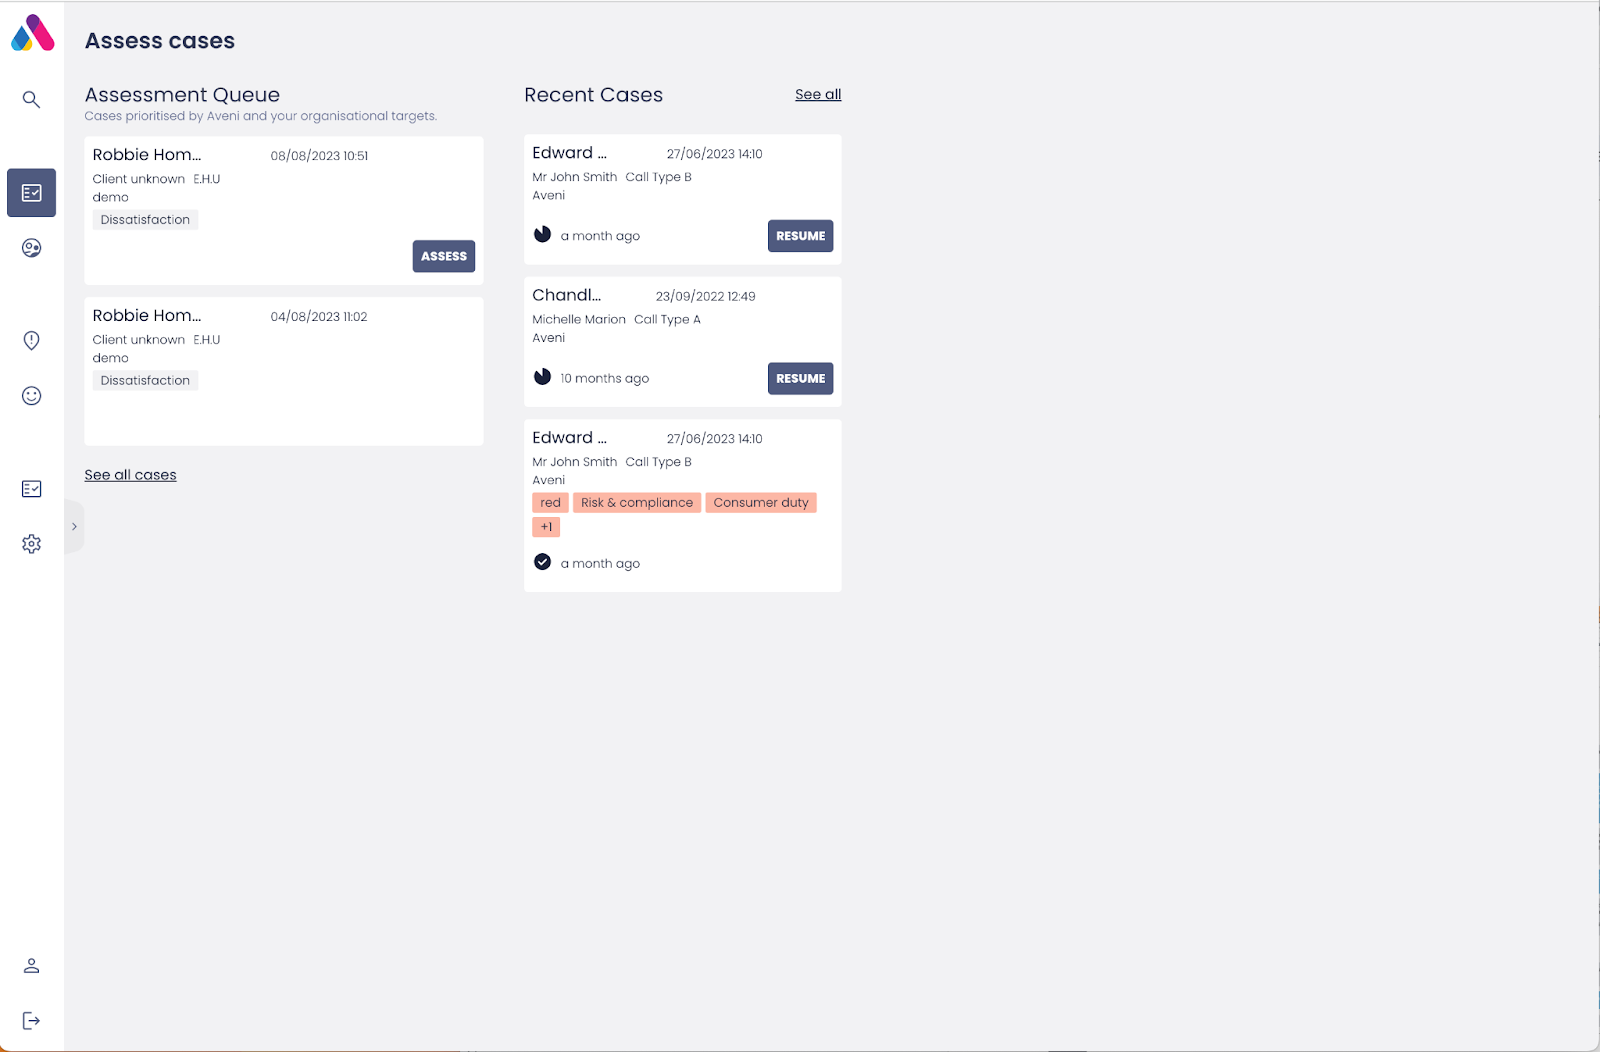 Assess cases
Assessment Queue
Cases prioritised by Aveni and your organisational targets.
Robbie Hom... 08/08/2023 10:51
Client unknown E.H.U
demo
Dissatisfaction
ASSESS
Robbie Hom... 04/08/2023 11:02
Client unknown E.H.U
demo
Dissatisfaction
See all cases
Recent Cases See all
Edward ... 27/06/2023 14:10
Mr John Smith Call Type B
Aveni
a month ago RESUME
Chandl... 23/09/2022 12:49
Michelle Marion Call Type A
Aveni
10 months ago RESUME
Edward ... 27/06/2023 14:10
Mr John Smith Call Type B
Aveni
red Risk & compliance Consumer duty
+1
a month ago